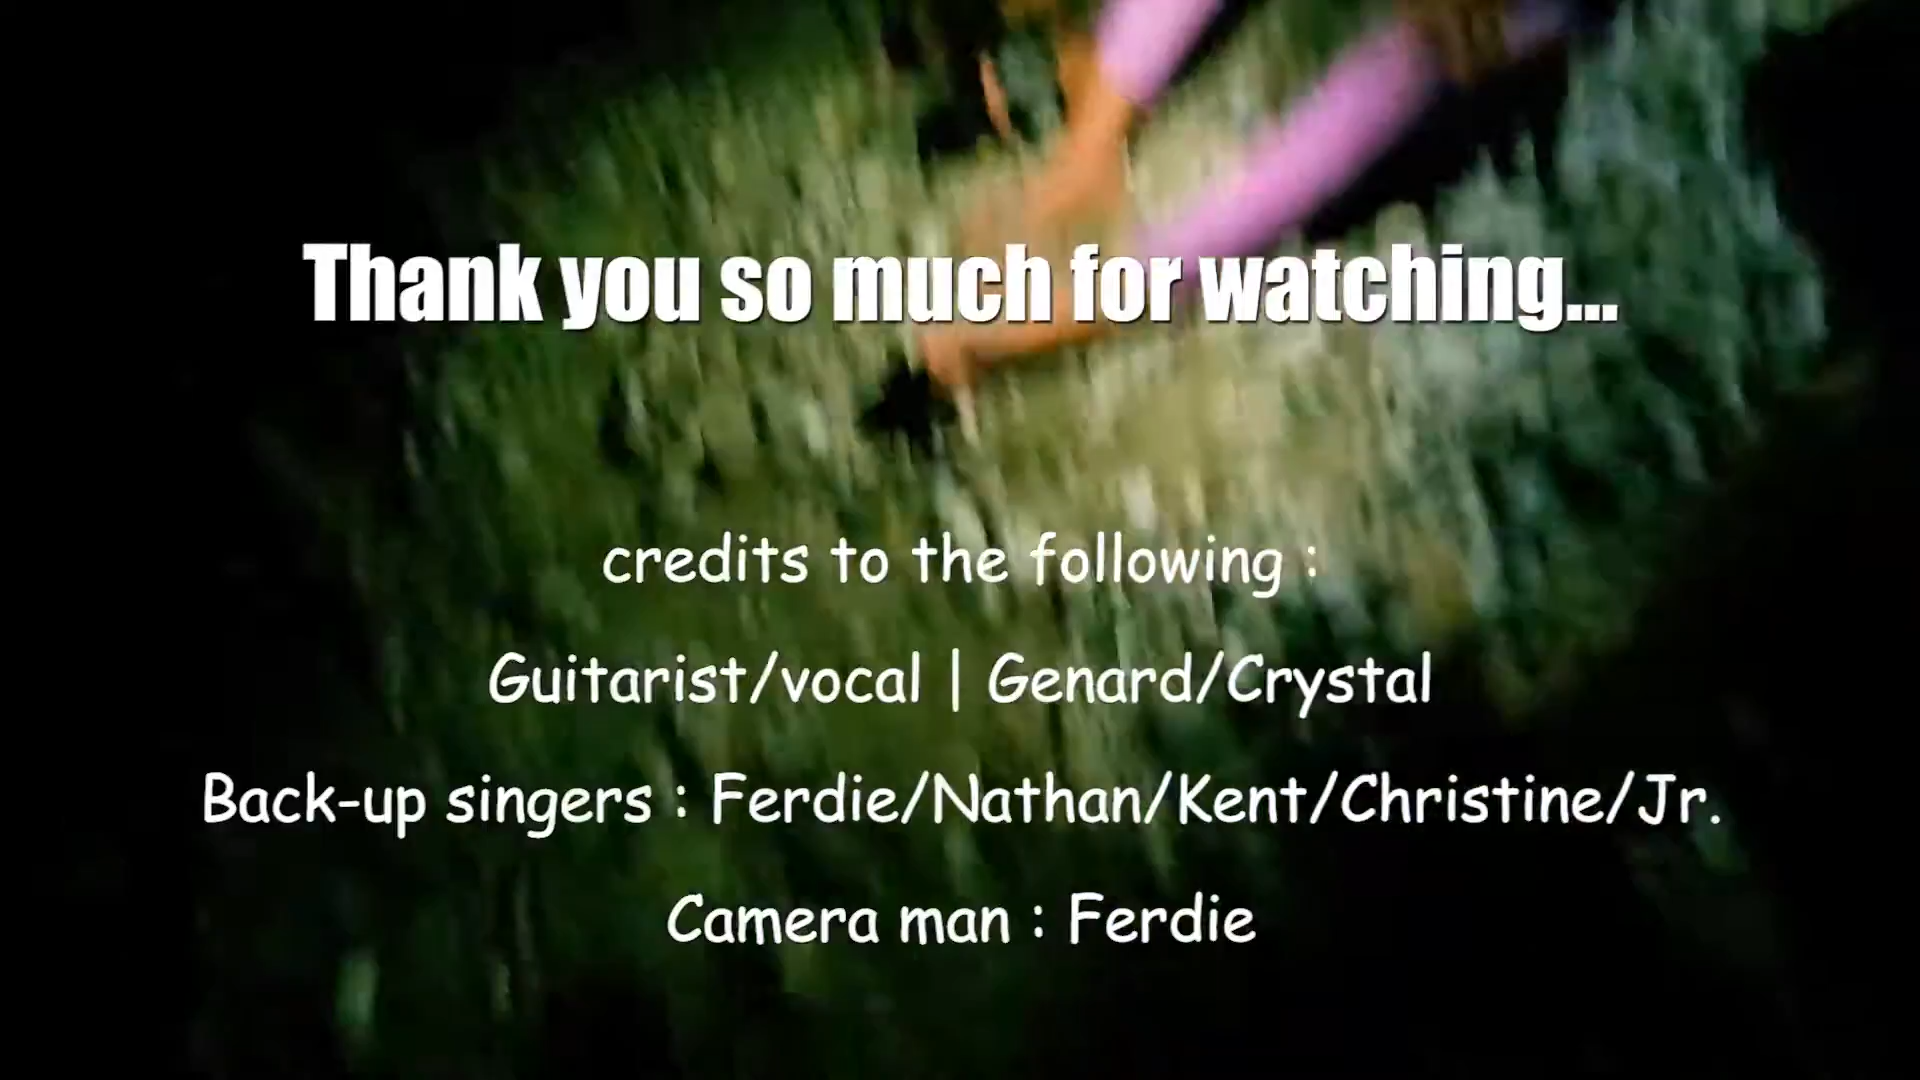 Thank you so much for watching...
credits to the following :
Guitarist/vocal | Genard/Crystal
Back-up singers : Ferdie/Nathan/Kent/Christine/Jr.
Camera man : Ferdie